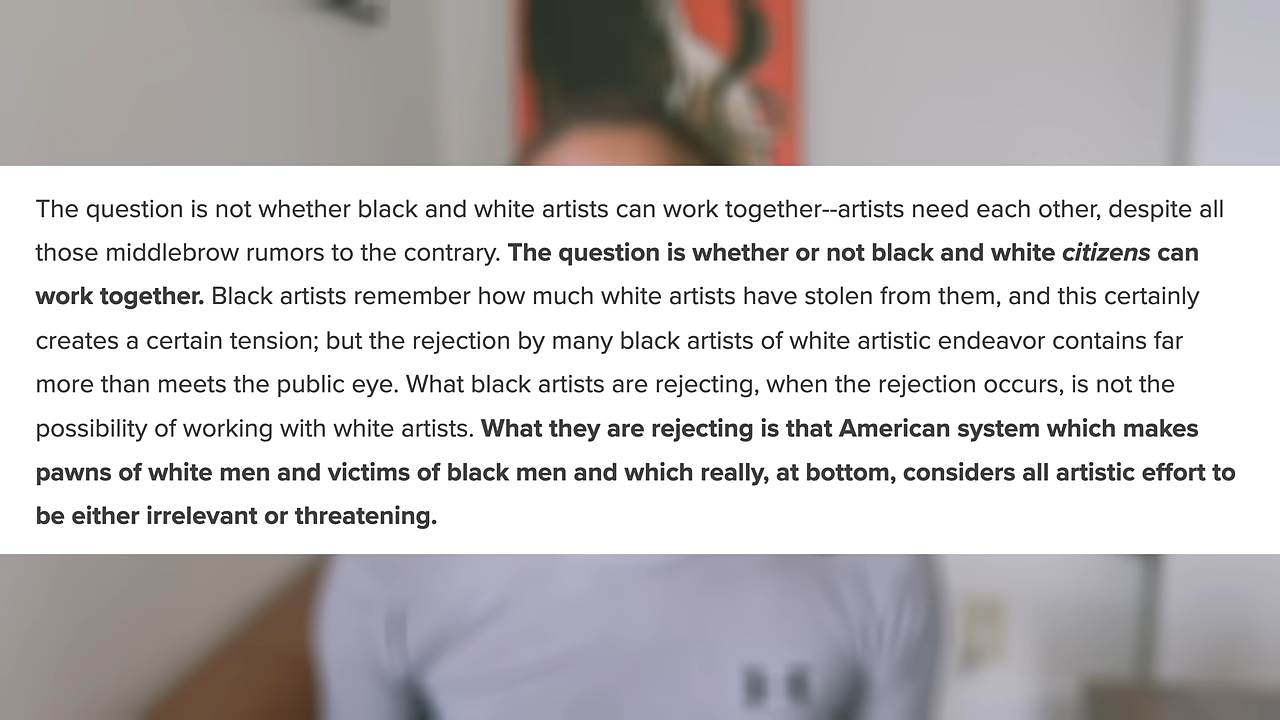 The question is not whether black and white artists can work together--artists need each other, despite all
those middlebrow rumors to the contrary. The question is whether or not black and white citizens can
work together. Black artists remember how much white artists have stolen from them, and this certainly
creates a certain tension; but the rejection by many black artists of white artistic endeavor contains far
more than meets the public eye. What black artists are rejecting, when the rejection occurs, is not the
possibility of working with white artists. What they are rejecting is that American system which makes
pawns of white men and victims of black men and which really, at bottom, considers all artistic effort to
be either irrelevant or threatening.